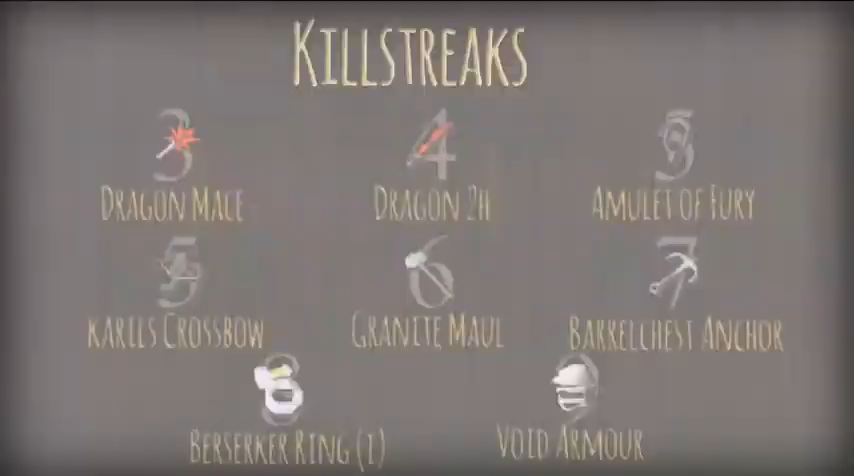 KILLSTREAKS
3 4 5
DRAGON MACE DRAGON 2H AMULET OF FURY
5 6 7
KARILS CROSSBOW GRANITE MAUL BARRELCHEST ANCHOR
8 9
BERSERKER RING (I) VOID ARMOUR